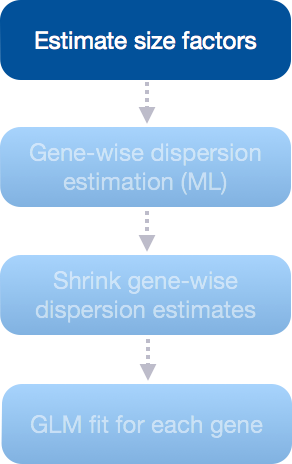 Estimate size factors
Gene-wise dispersion
estimation (ML)
Shrink gene-wise
dispersion estimates
GLM fit for each gene